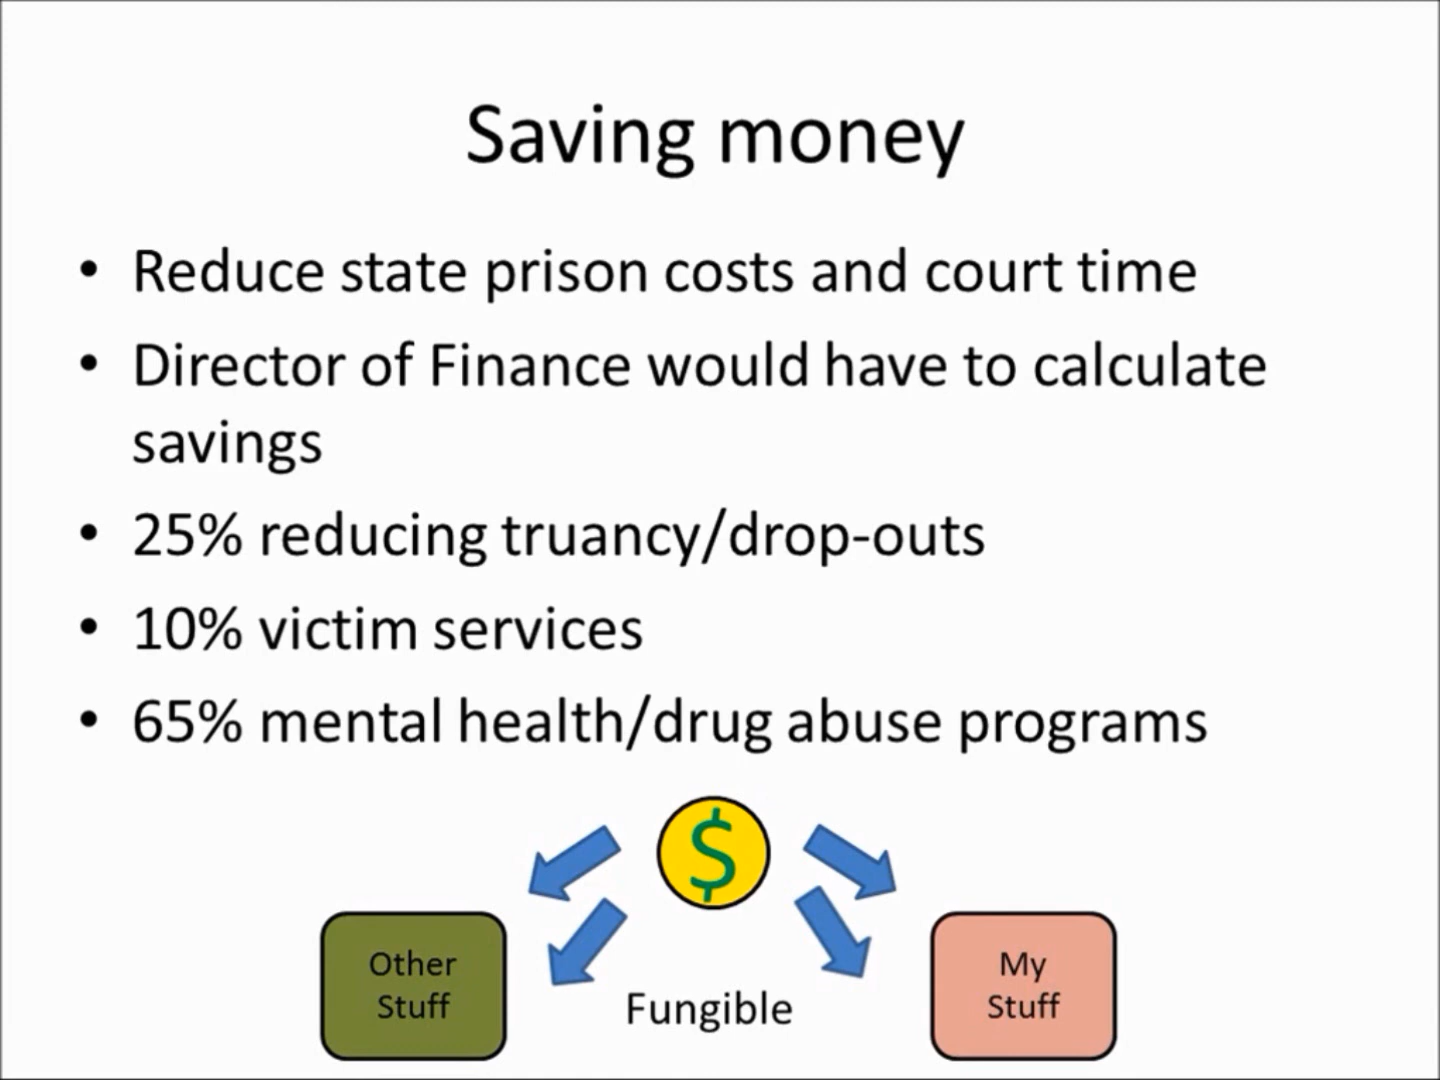 Saving money
• Reduce state prison costs and court time
• Director of Finance would have to calculate
savings
• 25% reducing truancy/drop-outs
• 10% victim services
• 65% mental health/drug abuse programs
$
Other
Stuff
Fungible
My
Stuff